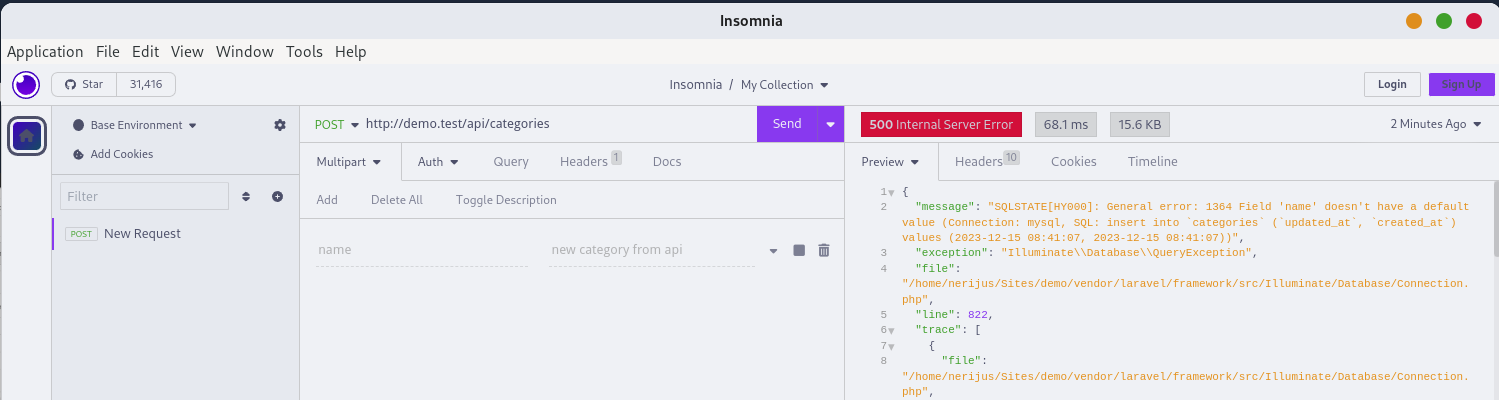 Insomnia
Application File Edit View Window Tools Help
Star 31,416 Insomnia / My Collection Login Sign Up
Base Environment POST http://demo.test/api/categories Send 500 Internal Server Error 68.1 ms 15.6 KB 2 Minutes Ago
Add Cookies Multipart Auth Query Headers 1 Docs Preview Headers 10 Cookies Timeline
Filter Add Delete All Toggle Description
POST New Request
name new category from api
1 {
2 "message": "SQLSTATE[HY000]: General error: 1364 Field 'name' doesn't have a default
value (Connection: mysql, SQL: insert into `categories` (`updated_at`, `created_at`)
values (2023-12-15 08:41:07, 2023-12-15 08:41:07))",
3 "exception": "Illuminate\\Database\\QueryException",
4 "file":
"/home/nerijus/Sites/demo/vendor/laravel/framework/src/Illuminate/Database/Connection.
php",
5 "line": 822,
6 "trace": [
7 {
8 "file":
"/home/nerijus/Sites/demo/vendor/laravel/framework/src/Illuminate/Database/Connection.
php",